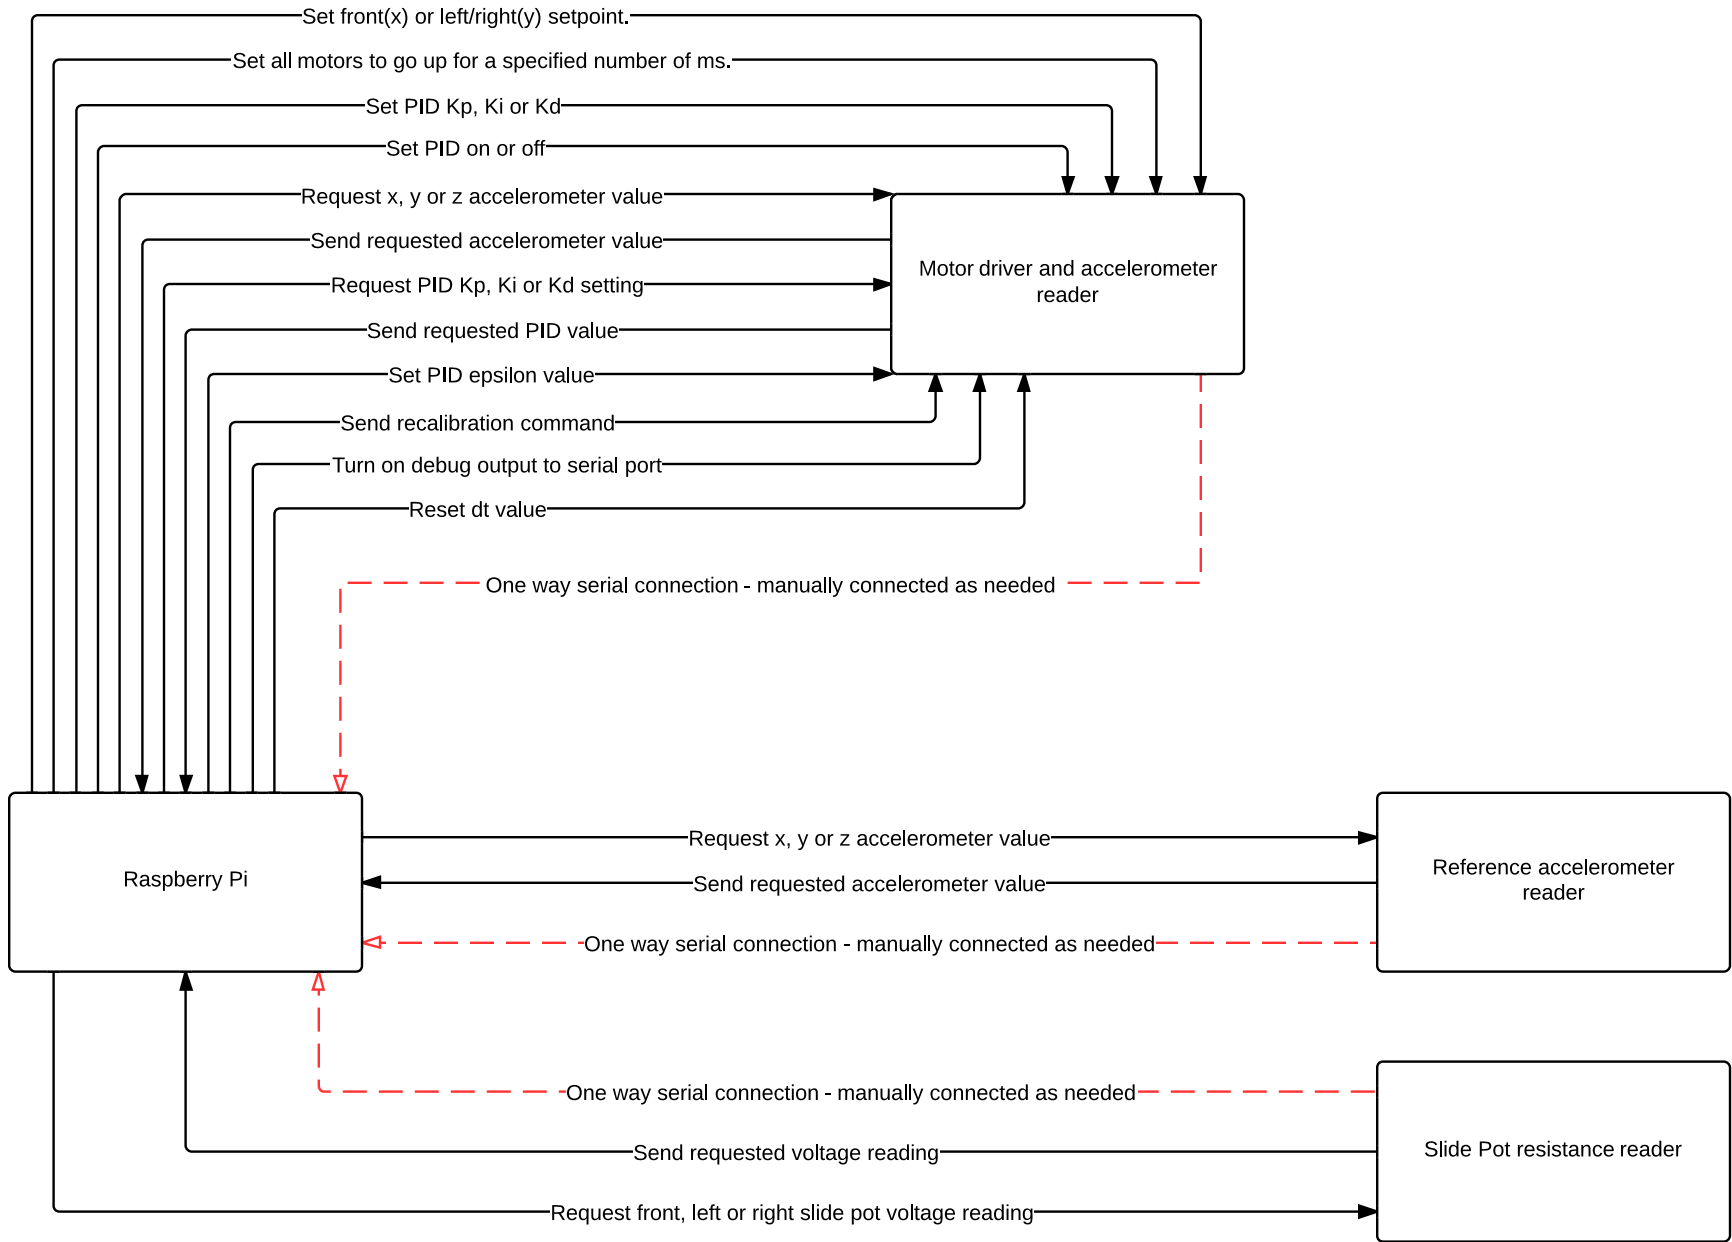 Set front(x) or left/right(y) setpoint.
Set all motors to go up for a specified number of ms.
Set PID Kp, Ki or Kd
Set PID on or off
Request x, y or z accelerometer value
Send requested accelerometer value
Motor driver and accelerometer
reader
Request PID Kp, Ki or Kd setting
Send requested PID value
Set PID epsilon value
Send recalibration command
Turn on debug output to serial port
Reset dt value
One way serial connection - manually connected as needed
Request x, y or z accelerometer value
Raspberry Pi
Reference accelerometer
reader
Send requested accelerometer value
One way serial connection - manually connected as needed
One way serial connection - manually connected as needed
Send requested voltage reading
Slide Pot resistance reader
Request front, left or right slide pot voltage reading